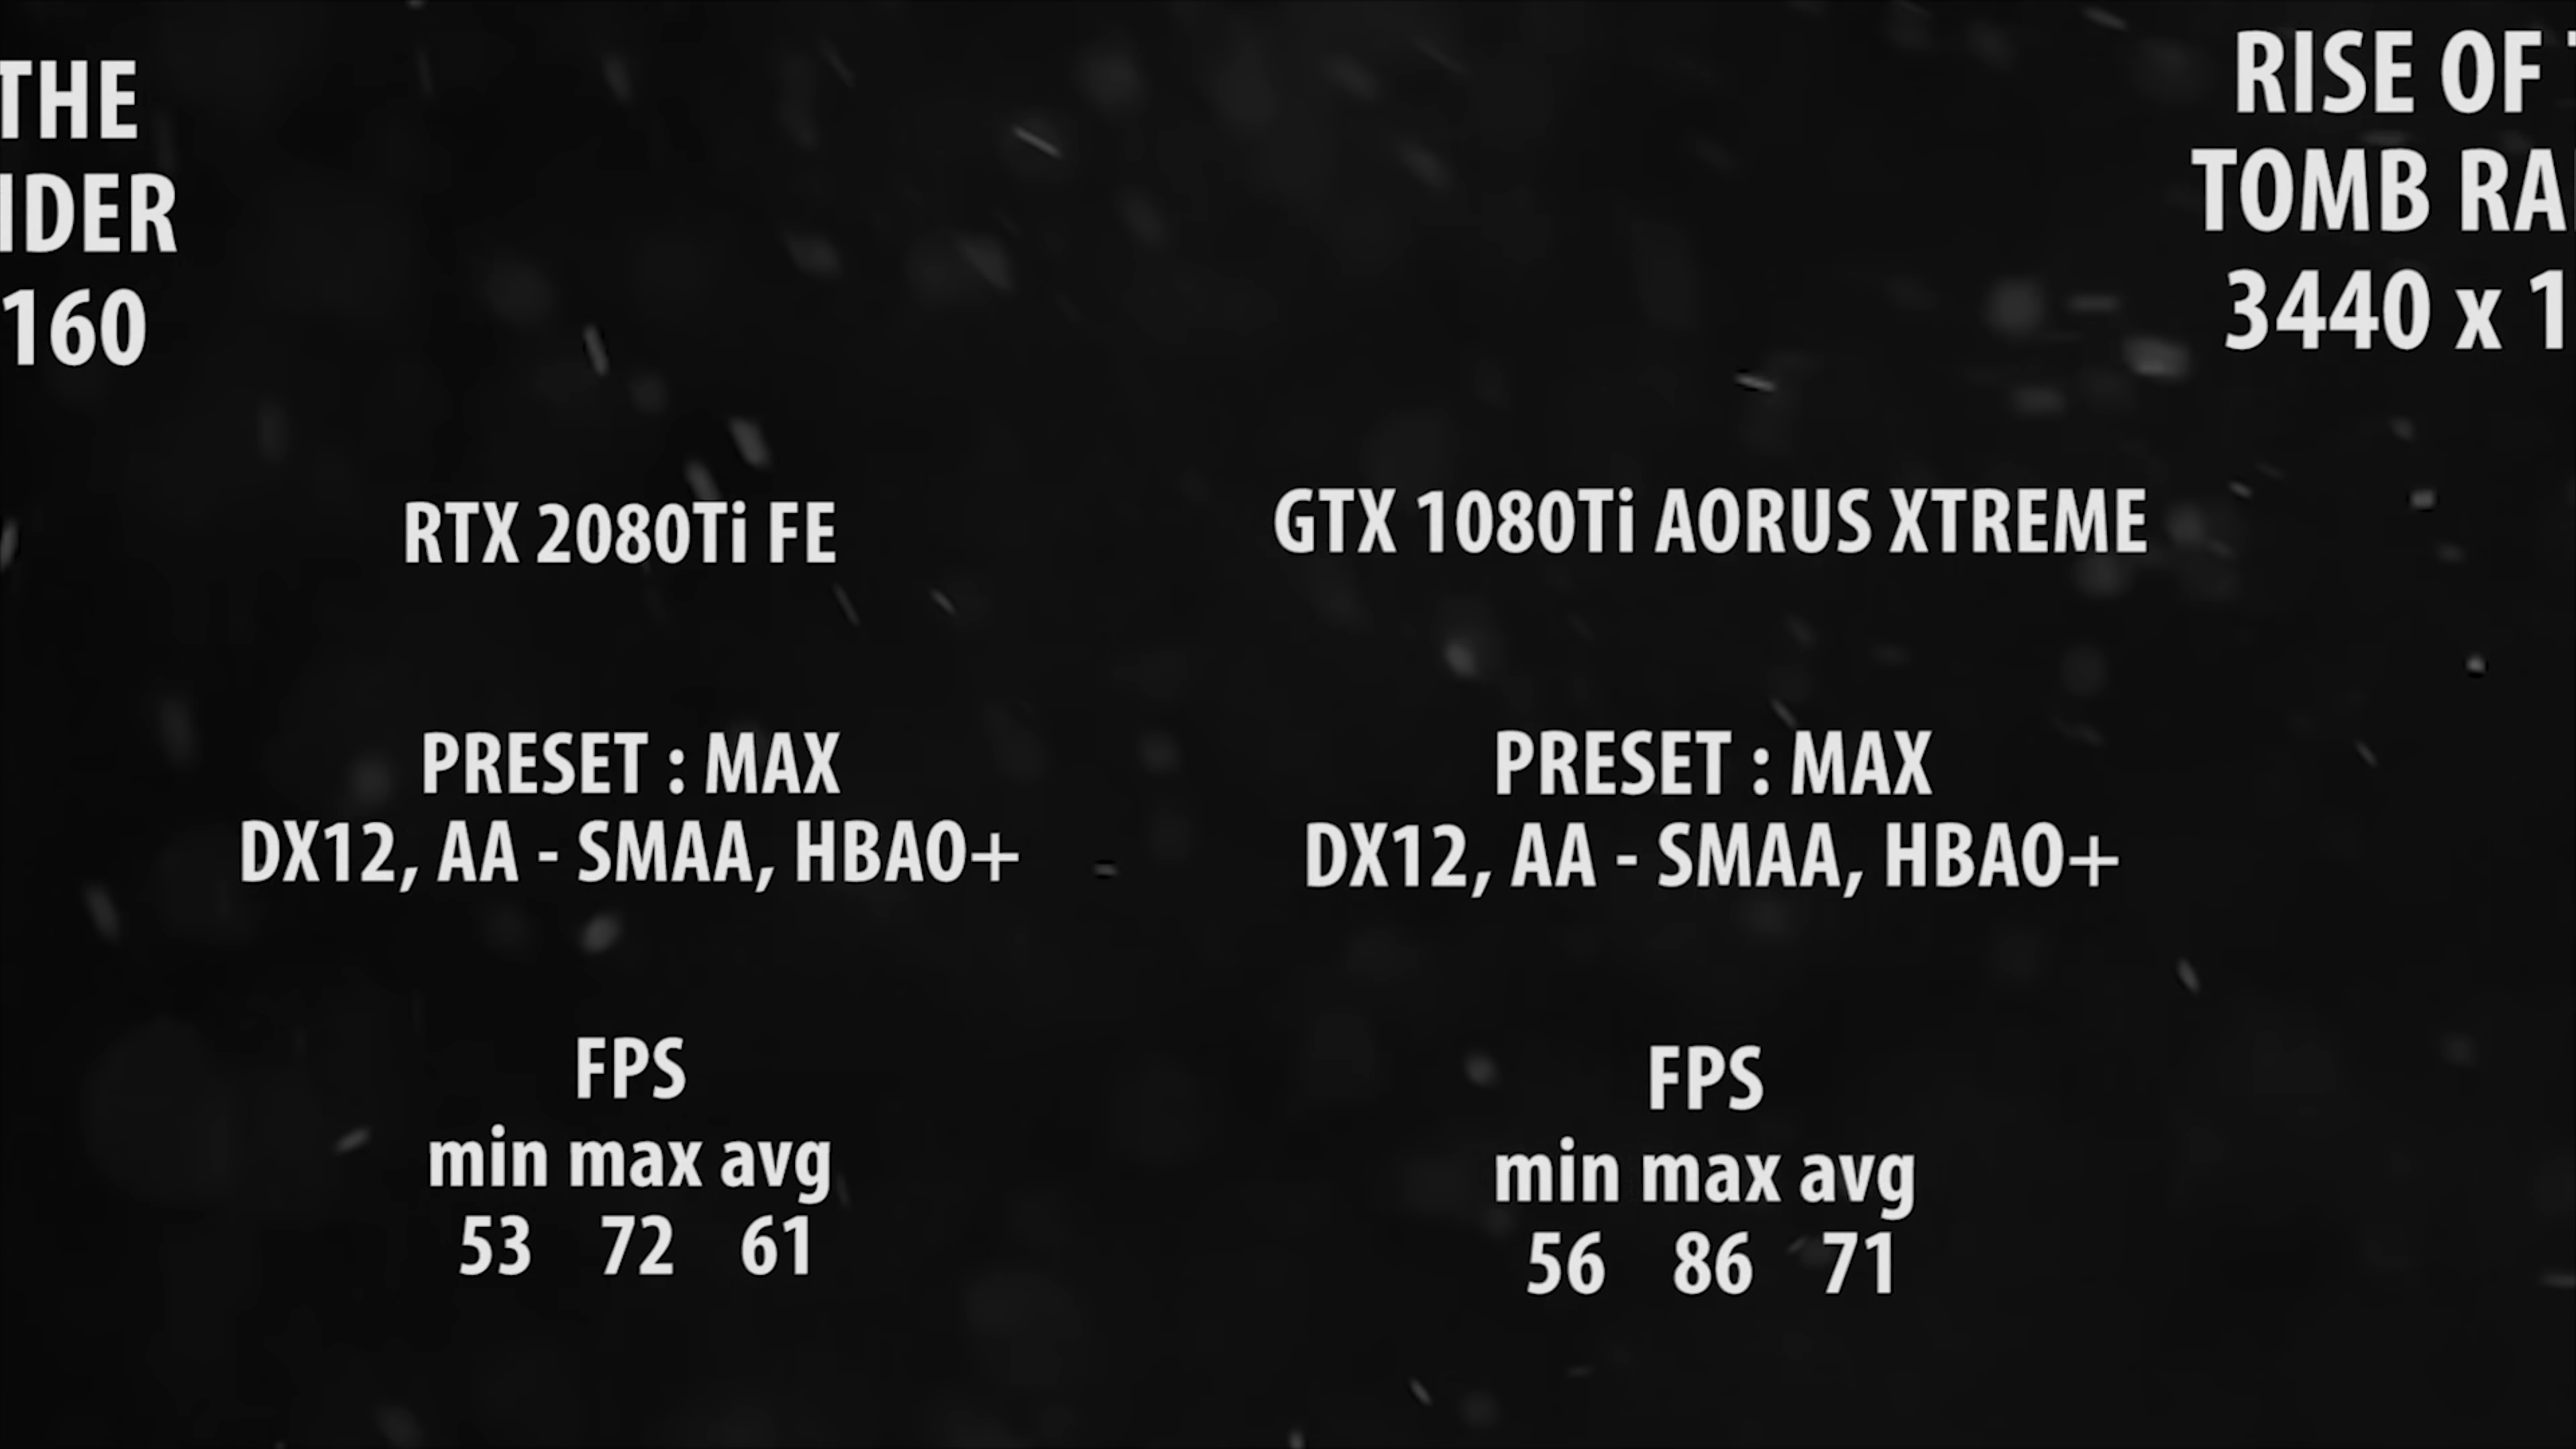 THE
IDER
160
RISE OF
TOMB RA
3440 x 1
RTX 2080Ti FE
GTX 1080Ti AORUS XTREME
PRESET : MAX
DX12, AA - SMAA, HBAO+
PRESET : MAX
DX12, AA - SMAA, HBAO+
FPS
min max avg
53 72 61
FPS
min max avg
56 86 71